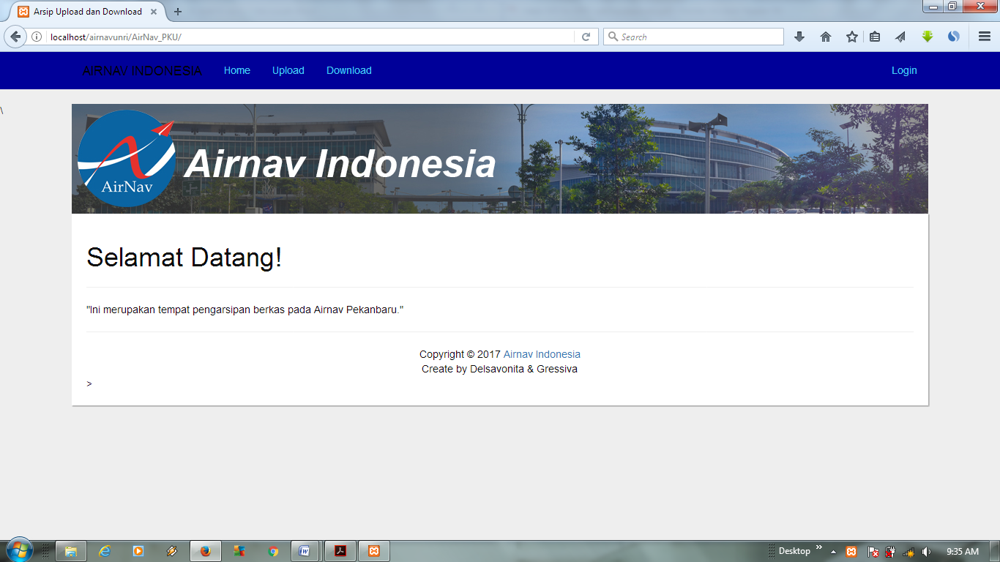 Arsip Upload dan Download
localhost/airnavunri/AirNav_PKU/
Search
AIRNAV INDONESIA Home Upload Download Login
\
AirNav
Airnav Indonesia
Selamat Datang!
"Ini merupakan tempat pengarsipan berkas pada Airnav Pekanbaru."
Copyright © 2017 Airnav Indonesia
Create by Delsavonita & Gressiva
>
Desktop
9:35 AM